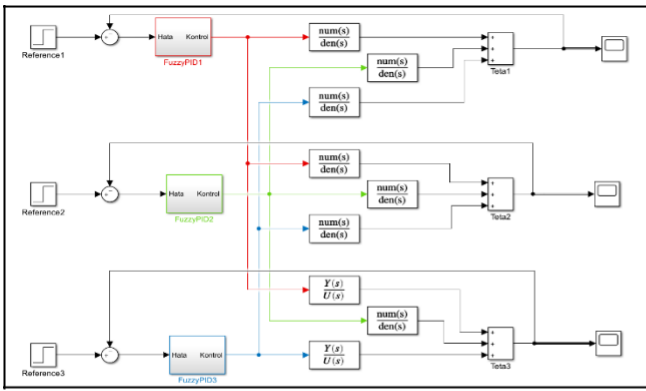 Reference1
Hata Kontrol
FuzzyPID1
num(s)
den(s)
num(s)
den(s)
num(s)
den(s)
+
+
+
Teta1
Reference2
Hata Kontrol
FuzzyPID2
num(s)
den(s)
num(s)
den(s)
num(s)
den(s)
+
+
+
Teta2
Reference3
Hata Kontrol
FuzzyPID3
Y(s)
U(s)
num(s)
den(s)
Y(s)
U(s)
+
+
+
Teta3